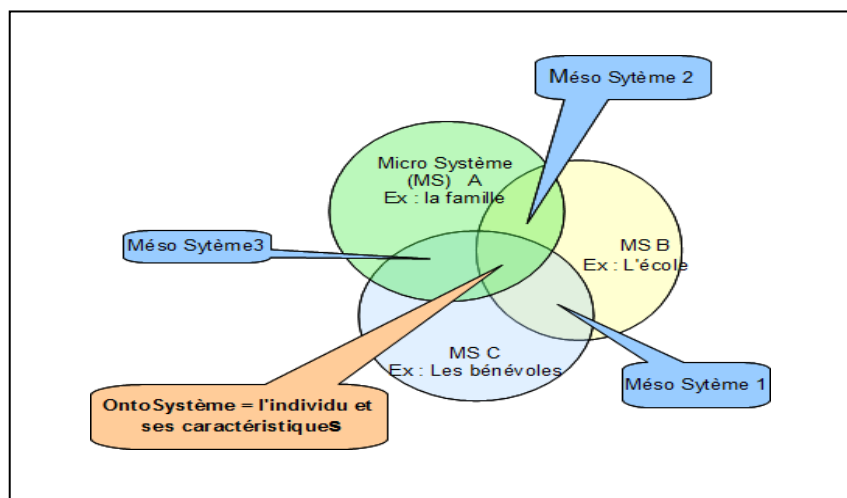 Méso Sytème 2
Micro Système
(MS) A
Ex : la famille
Méso Sytème3
MS B
Ex : L'école
MS C
Ex : Les bénévoles
Méso Sytème 1
OntoSystème = l'individu et
ses caractéristiques